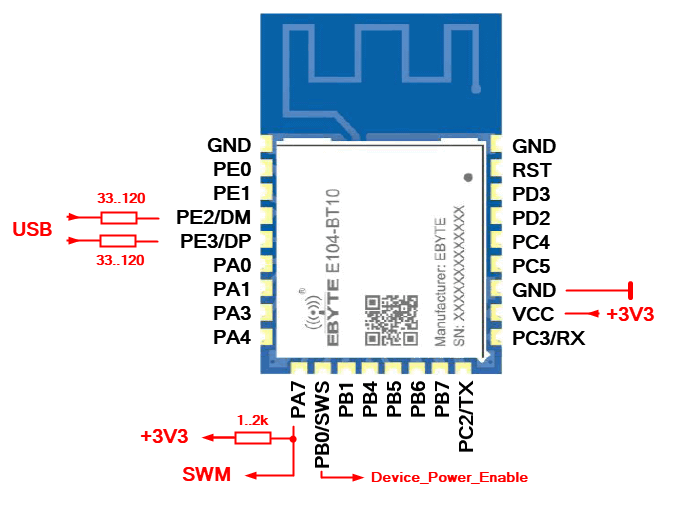 GND
PE0
PE1
33..120
PE2/DM
USB
PE3/DP
33..120
PA0
PA1
PA3
PA4
EBYTE E104-BT10
®
Manufacturer: EBYTE
SN: XXXXXXXXXXXXXX
GND
RST
PD3
PD2
PC4
PC5
GND
VCC
+3V3
PC3/RX
PA7
PB0/SWS
PB1
PB4
PB5
PB6
PB7
PC2/TX
1..2k
+3V3
SWM
Device_Power_Enable